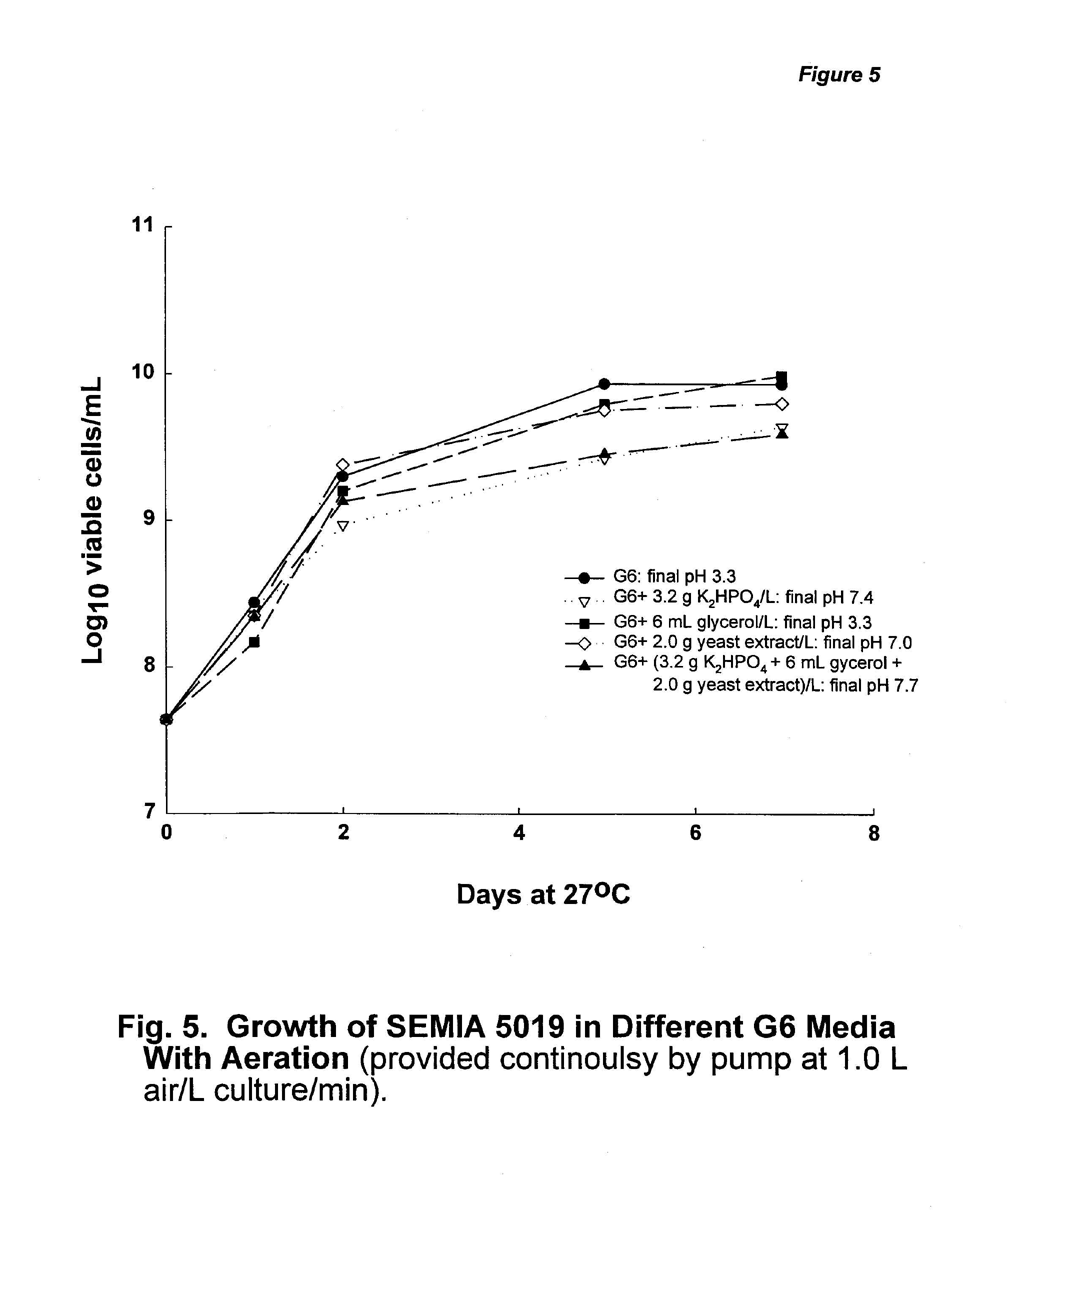 Figure 5
11
10
9
8
7
Log10 viable cells/mL
G6: final pH 3.3
G6+ 3.2 g K₂HPO₄/L: final pH 7.4
G6+ 6 mL glycerol/L: final pH 3.3
G6+ 2.0 g yeast extract/L: final pH 7.0
G6+ (3.2 g K₂HPO₄ + 6 mL gycerol +
2.0 g yeast extract)/L: final pH 7.7
0 2 4 6 8
Days at 27ºC
Fig. 5. Growth of SEMIA 5019 in Different G6 Media
With Aeration (provided continoulsy by pump at 1.0 L
air/L culture/min).